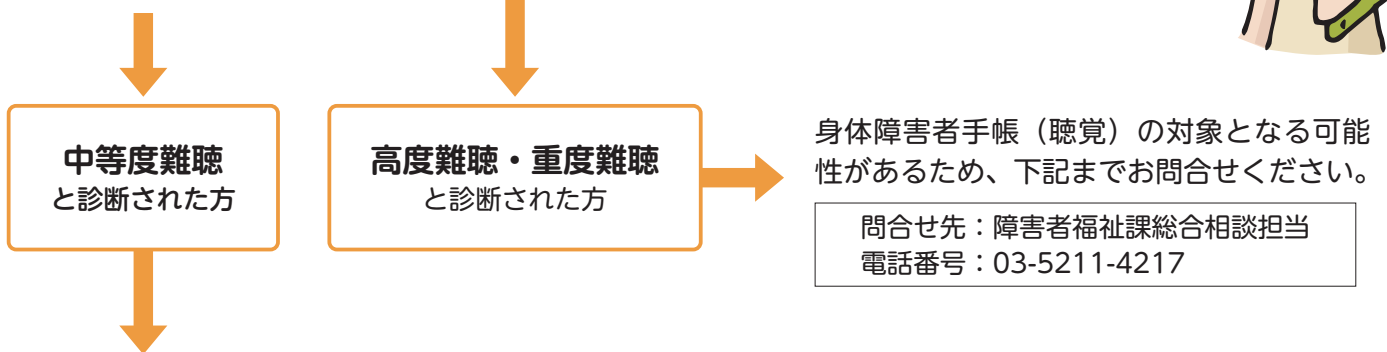 中等度難聴
と診断された方
高度難聴・重度難聴
と診断された方
身体障害者手帳（聴覚）の対象となる可能
性があるため、下記までお問合せください。
問合せ先：障害者福祉課総合相談担当
電話番号：03-5211-4217